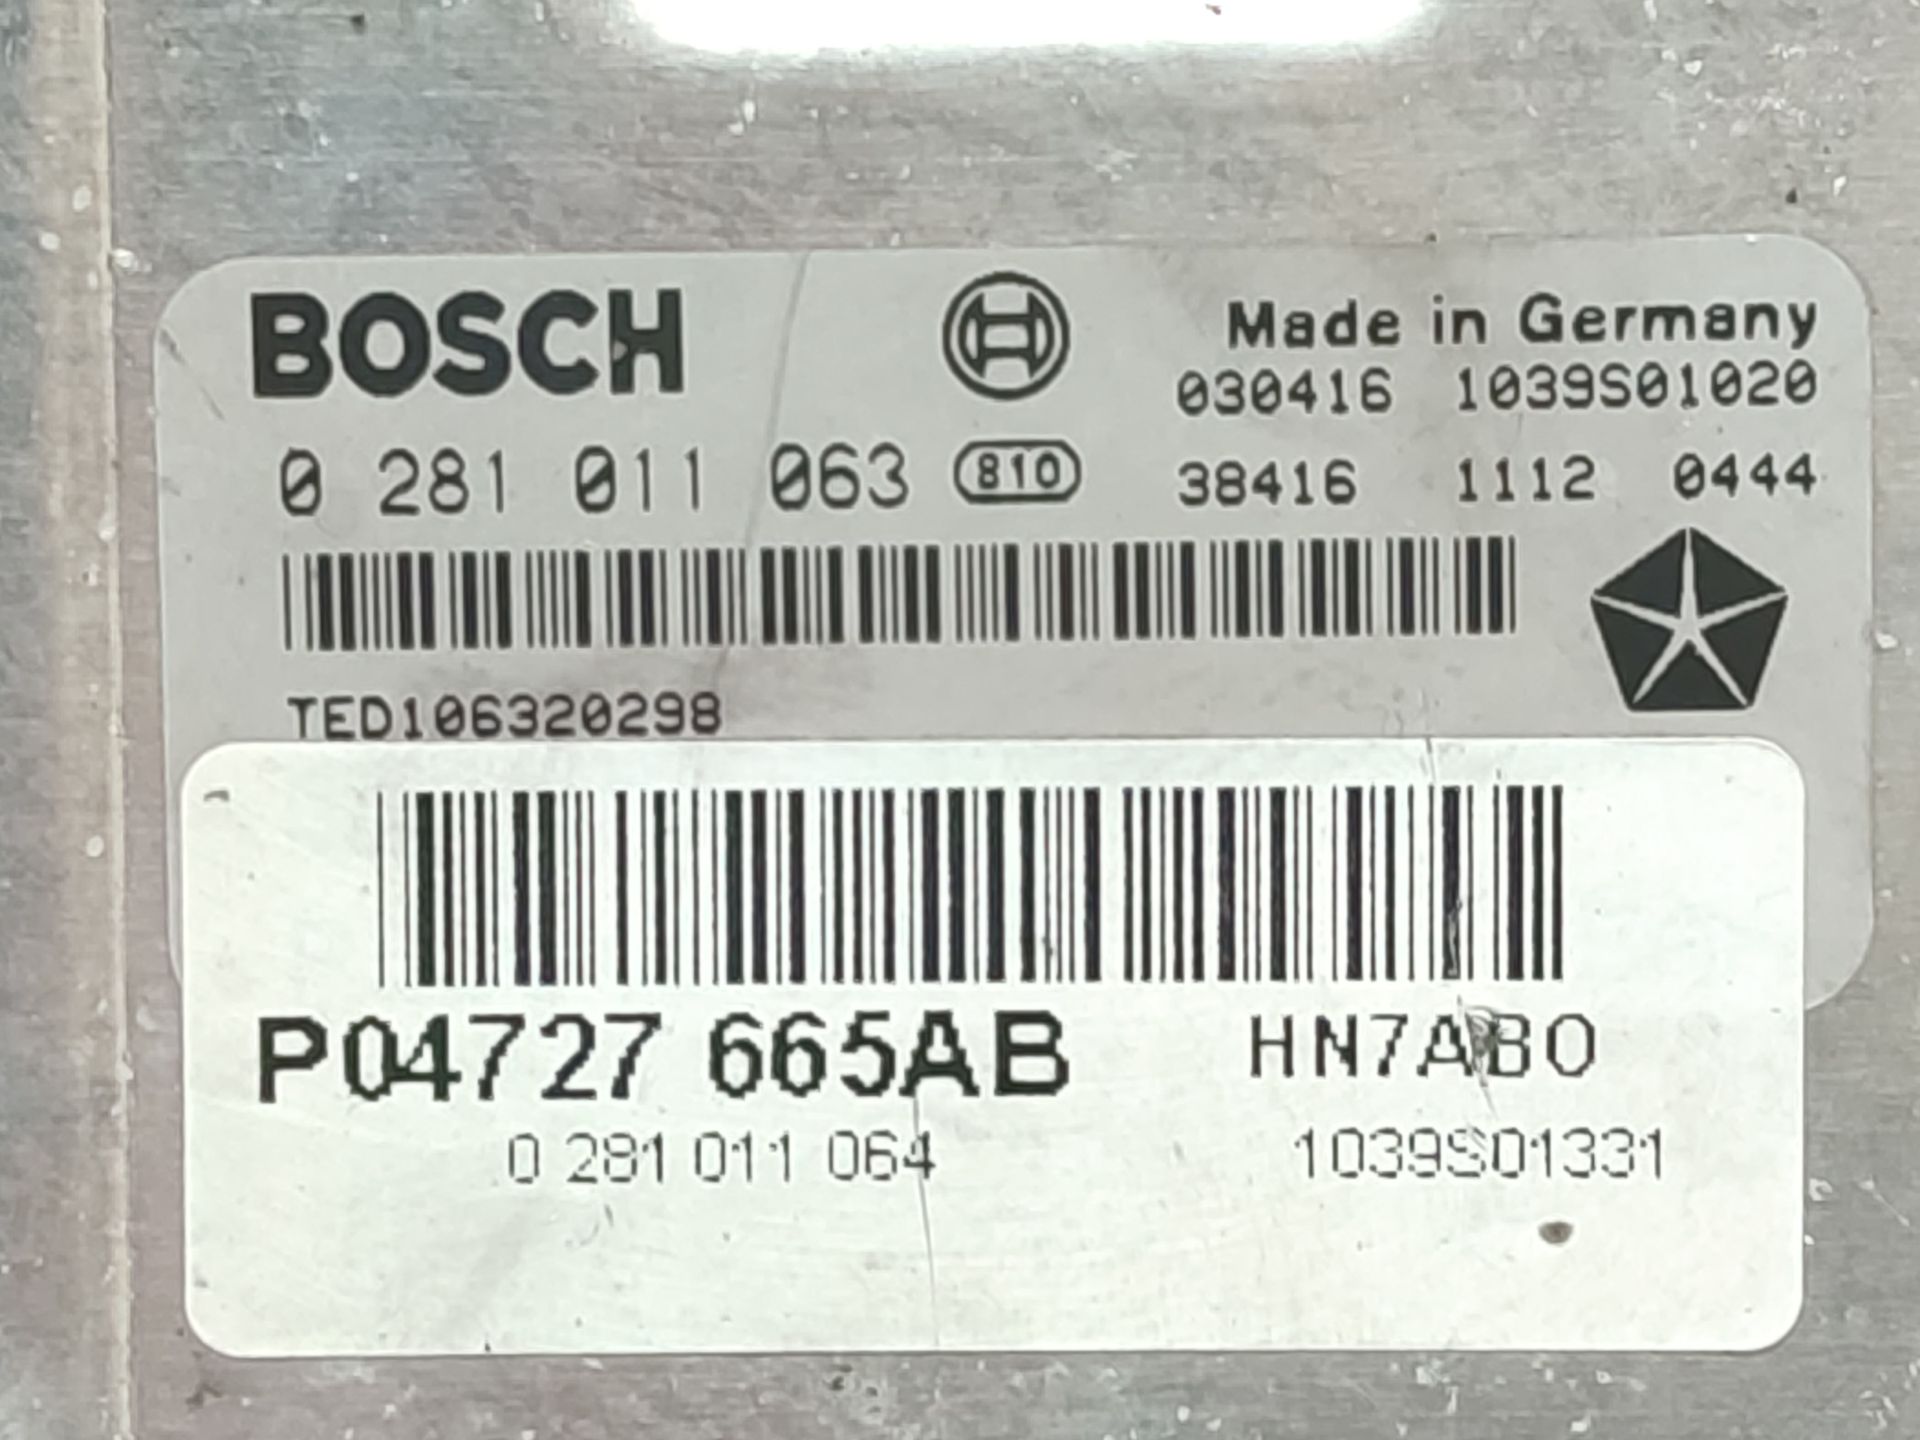 BOSCH
Made in Germany
030416 1039S01020
0 281 011 063 810 38416 1112 0444
TED106320298
P04727 665AB HN7ABO
0 281 011 064 1039S01331